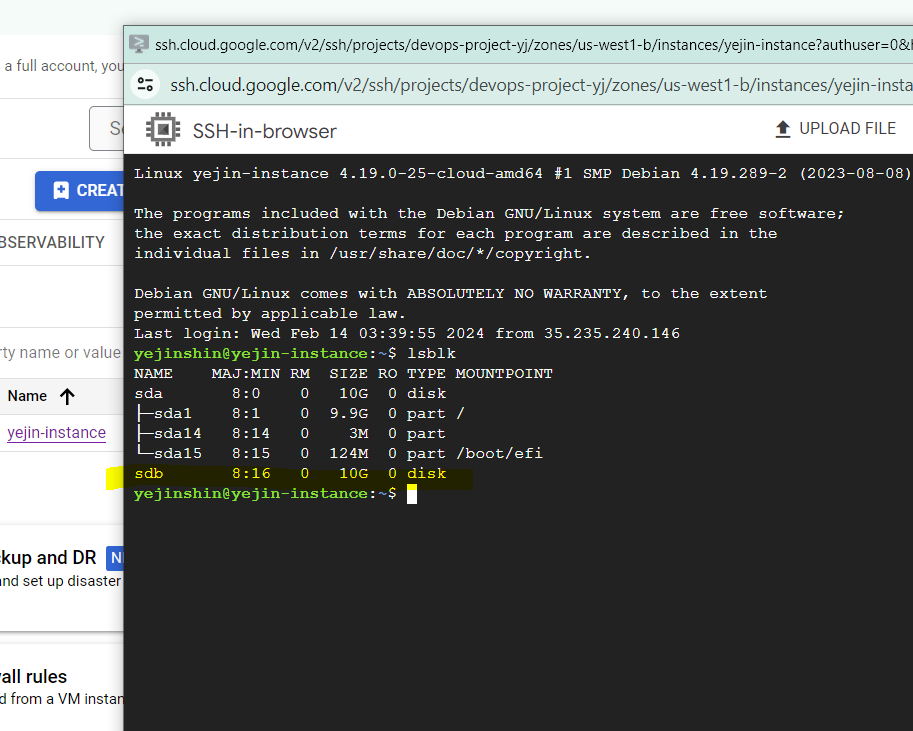 ssh.cloud.google.com/v2/ssh/projects/devops-project-yj/zones/us-west1-b/instances/yejin-instance?authuser=0&
ssh.cloud.google.com/v2/ssh/projects/devops-project-yj/zones/us-west1-b/instances/yejin-insta
SSH-in-browser
UPLOAD FILE
Linux yejin-instance 4.19.0-25-cloud-amd64 #1 SMP Debian 4.19.289-2 (2023-08-08)
The programs included with the Debian GNU/Linux system are free software;
the exact distribution terms for each program are described in the
individual files in /usr/share/doc/*/copyright.
Debian GNU/Linux comes with ABSOLUTELY NO WARRANTY, to the extent
permitted by applicable law.
Last login: Wed Feb 14 03:39:55 2024 from 35.235.240.146
yejinshin@yejin-instance:~$ lsblk
NAME    MAJ:MIN RM  SIZE RO TYPE MOUNTPOINT
sda       8:0    0   10G  0 disk
├─sda1    8:1    0  9.9G  0 part /
├─sda14   8:14   0    3M  0 part
└─sda15   8:15   0  124M  0 part /boot/efi
sdb       8:16   0   10G  0 disk
yejinshin@yejin-instance:~$
a full account, you
S
CREAT
BSERVABILITY
rty name or value
Name
yejin-instance
ckup and DR N
and set up disaster
all rules
d from a VM instan